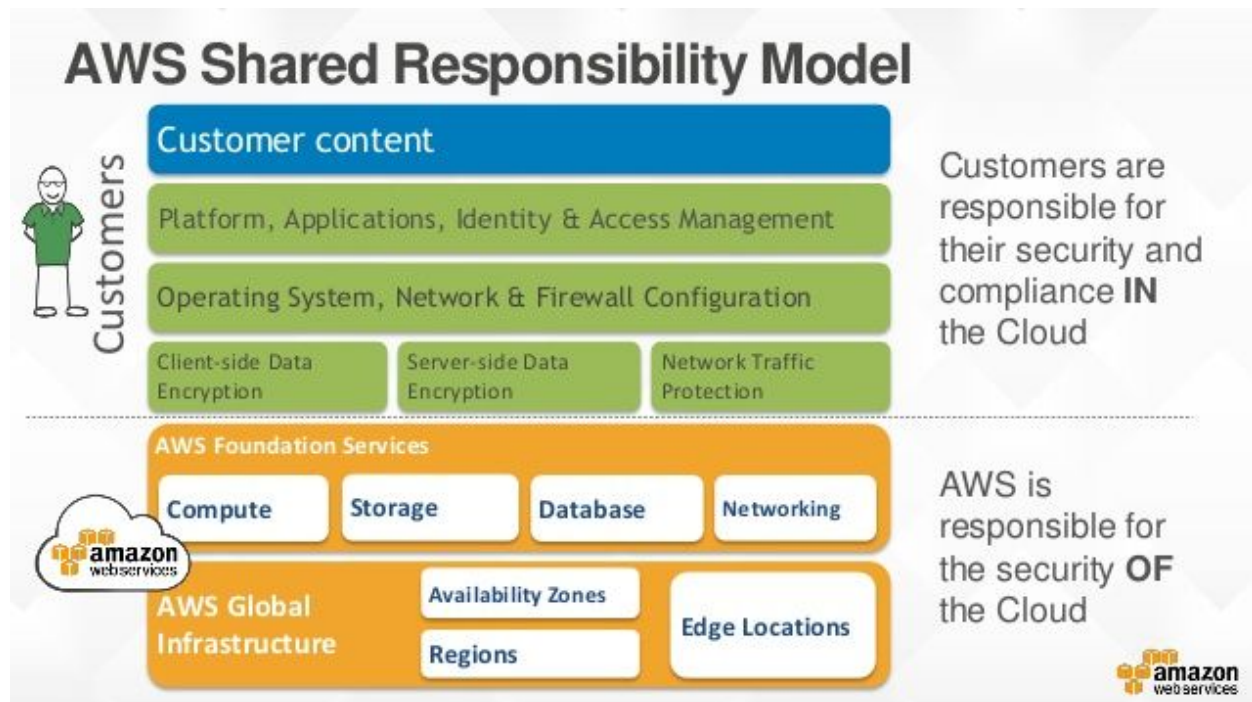 AWS Shared Responsibility Model
Customers
Customer content
Platform, Applications, Identity & Access Management
Operating System, Network & Firewall Configuration
Client-side Data
Encryption
Server-side Data
Encryption
Network Traffic
Protection
Customers are
responsible for
their security and
compliance IN
the Cloud
amazon
webservices
AWS Foundation Services
Compute
Storage
Database
Networking
AWS Global
Infrastructure
Availability Zones
Regions
Edge Locations
AWS is
responsible for
the security OF
the Cloud
amazon
webservices